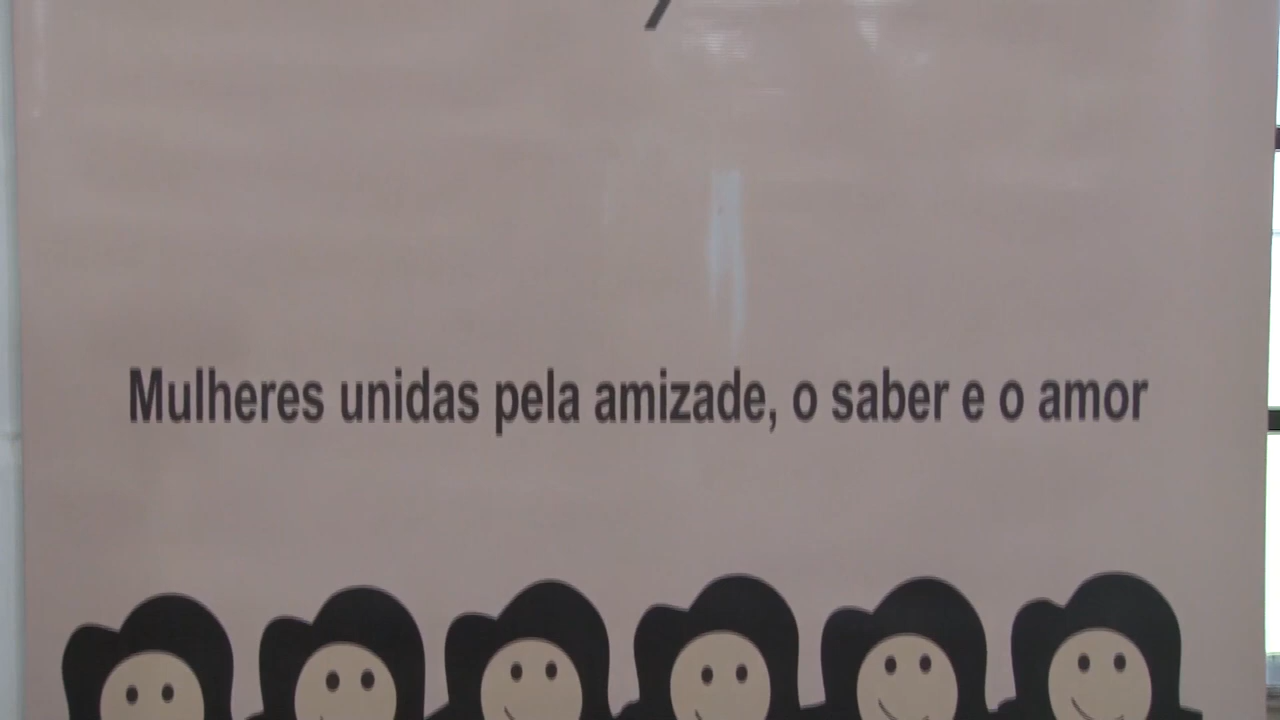 Mulheres unidas pela amizade, o saber e o amor